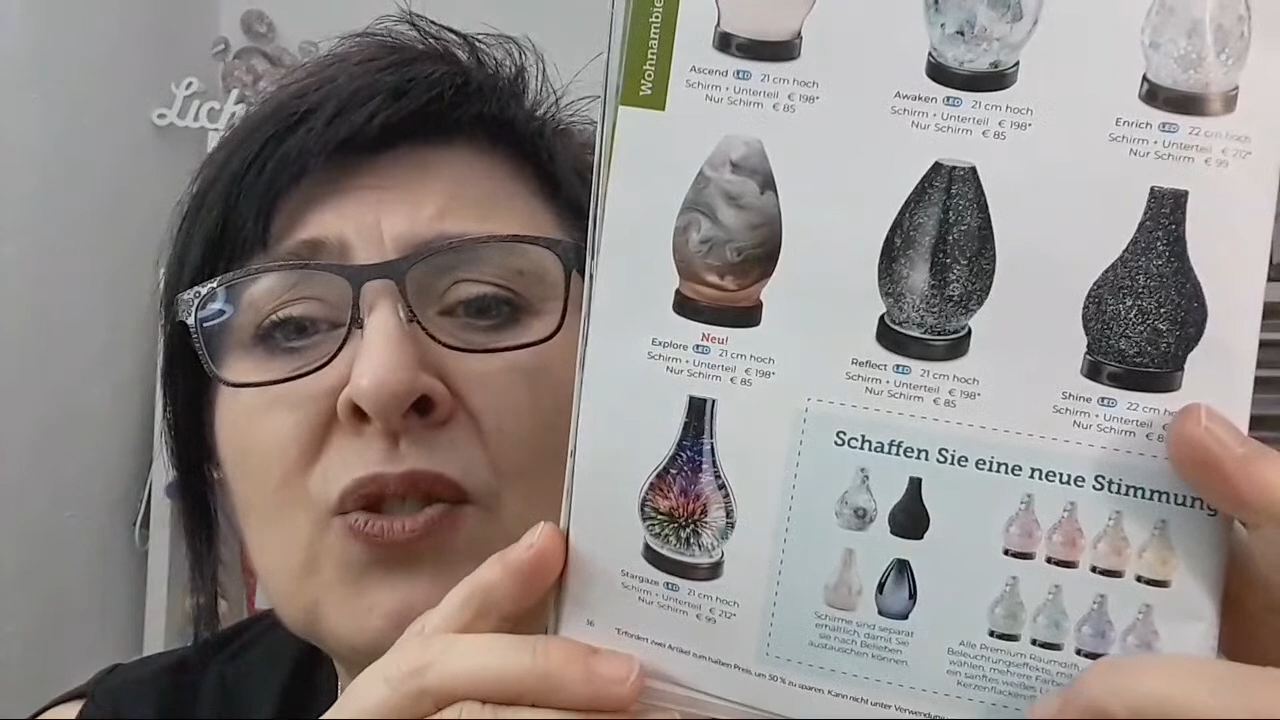 Lich
Wohnambie
Ascend LED 21 cm hoch
Schirm + Unterteil € 198*
Nur Schirm € 85
Awaken LED 21 cm hoch
Schirm + Unterteil € 198*
Nur Schirm € 85
Enrich LED 22 cm hoch
Schirm + Unterteil € 212*
Nur Schirm € 99
Neu!
Explore LED 21 cm hoch
Schirm + Unterteil € 198*
Nur Schirm € 85
Reflect LED 21 cm hoch
Schirm + Unterteil € 198*
Nur Schirm € 85
Shine LED 22 cm ho
Schirm + Unterteil €
Nur Schirm € 8
Stargaze LED 21 cm hoch
Schirm + Unterteil € 212*
Nur Schirm € 99
Schaffen Sie eine neue Stimmung
Schirme sind separat
erhältlich, damit Sie
sie nach Belieben
austauschen können.
Alle Premium Raumdiff
Beleuchtungseffekte, mit
wählen, mehrere Farbe
ein sanftes weißes L
Kerzenflacker
36
*Erfordert zwei Artikel zum halben Preis, um 50 % zu sparen. Kann nicht unter Verwendun